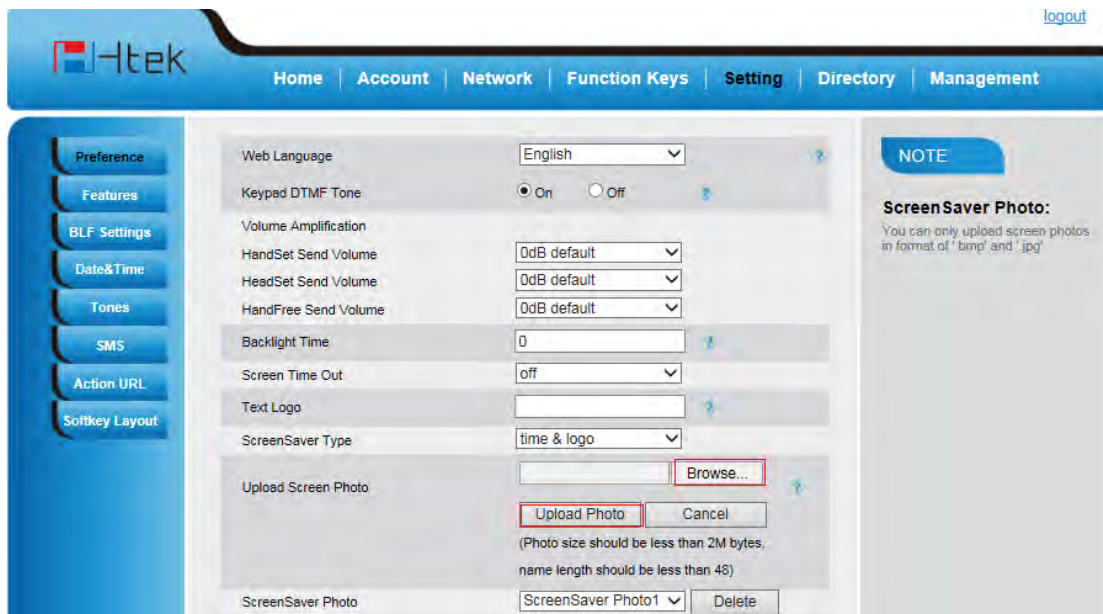 logout
Htek
Home | Account | Network | Function Keys | Setting | Directory | Management
Preference
Features
BLF Settings
Date&Time
Tones
SMS
Action URL
Softkey Layout
Web Language English ?
Keypad DTMF Tone On Off ?
Volume Amplification
HandSet Send Volume 0dB default
HeadSet Send Volume 0dB default
HandFree Send Volume 0dB default
Backlight Time 0 ?
Screen Time Out off
Text Logo ?
ScreenSaver Type time & logo
Upload Screen Photo Browse... ?
Upload Photo Cancel
(Photo size should be less than 2M bytes,
name length should be less than 48)
ScreenSaver Photo ScreenSaver Photo1 Delete
NOTE
ScreenSaver Photo:
You can only upload screen photos
in format of '.bmp' and '.jpg'